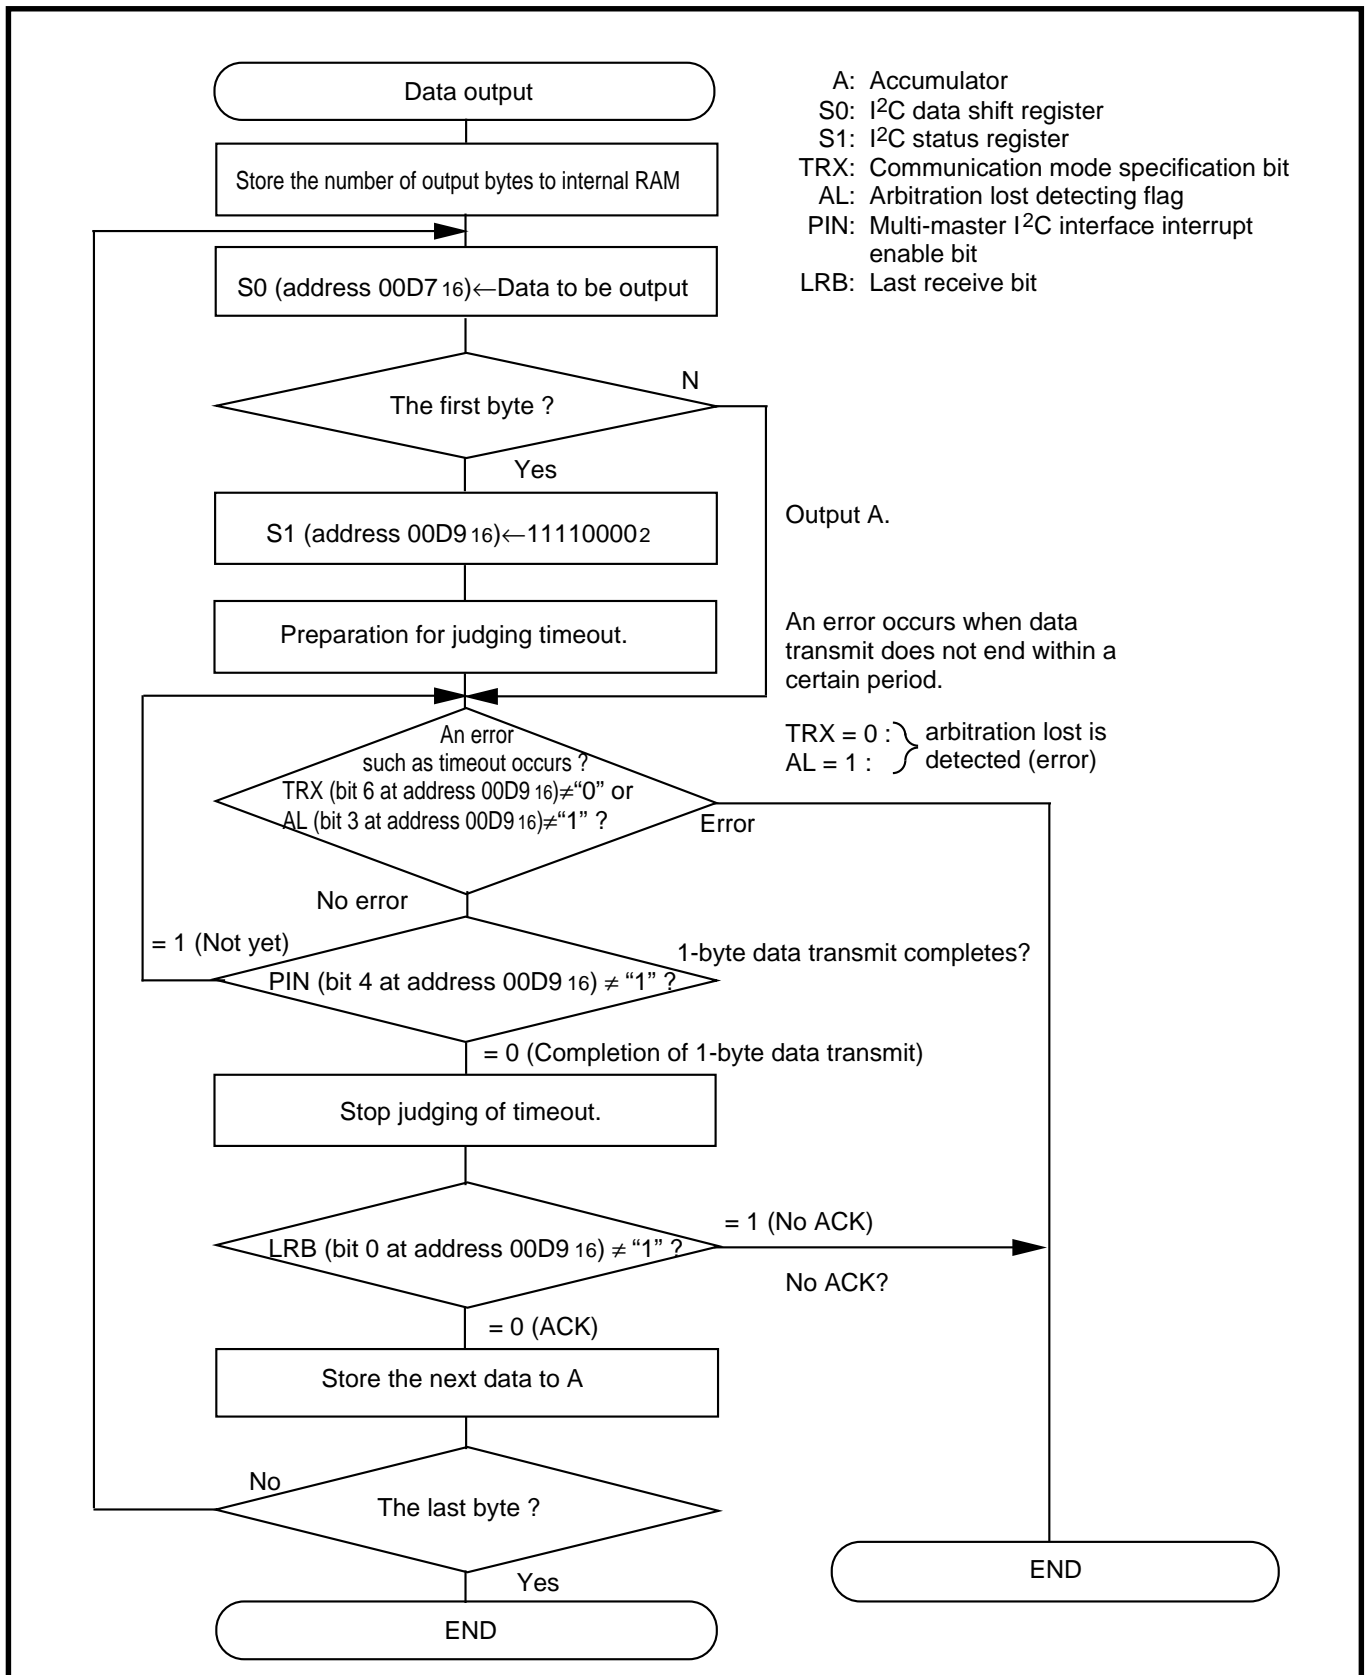 Data output
Store the number of output bytes to internal RAM
S0 (address 00D7 16)←Data to be output
The first byte ?
N
Yes
S1 (address 00D9 16)←11110000 2
Preparation for judging timeout.
An error
such as timeout occurs ?
TRX (bit 6 at address 00D9 16)≠“0” or
AL (bit 3 at address 00D9 16)≠“1” ?
Error
No error
= 1 (Not yet)
PIN (bit 4 at address 00D9 16) ≠ “1” ?
1-byte data transmit completes?
= 0 (Completion of 1-byte data transmit)
Stop judging of timeout.
LRB (bit 0 at address 00D9 16) ≠ “1” ?
= 1 (No ACK)
No ACK?
= 0 (ACK)
Store the next data to A
No
The last byte ?
Yes
END
END
A: Accumulator
S0: I2C data shift register
S1: I2C status register
TRX: Communication mode specification bit
AL: Arbitration lost detecting flag
PIN: Multi-master I2C interface interrupt
enable bit
LRB: Last receive bit
Output A.
An error occurs when data
transmit does not end within a
certain period.
TRX = 0 : arbitration lost is
AL = 1 : detected (error)